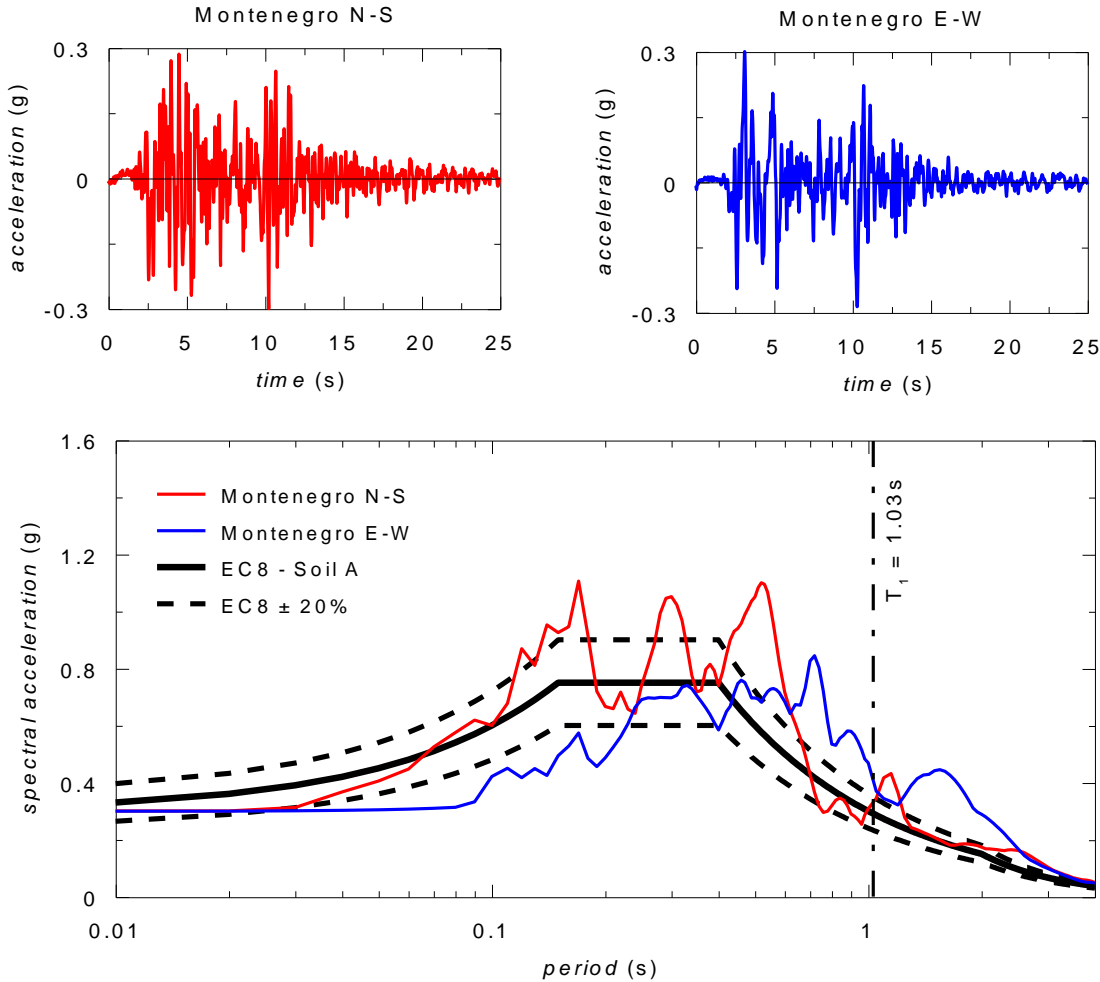 Montenegro N-S
0.3
0
-0.3
acceleration (g)
0 5 10 15 20 25
time (s)
Montenegro E-W
0.3
0
-0.3
acceleration (g)
0 5 10 15 20 25
time (s)
1.6
1.2
0.8
0.4
0
spectral acceleration (g)
Montenegro N-S
Montenegro E-W
EC8 - Soil A
EC8 ± 20%
T1 = 1.03s
0.01 0.1 1
period (s)